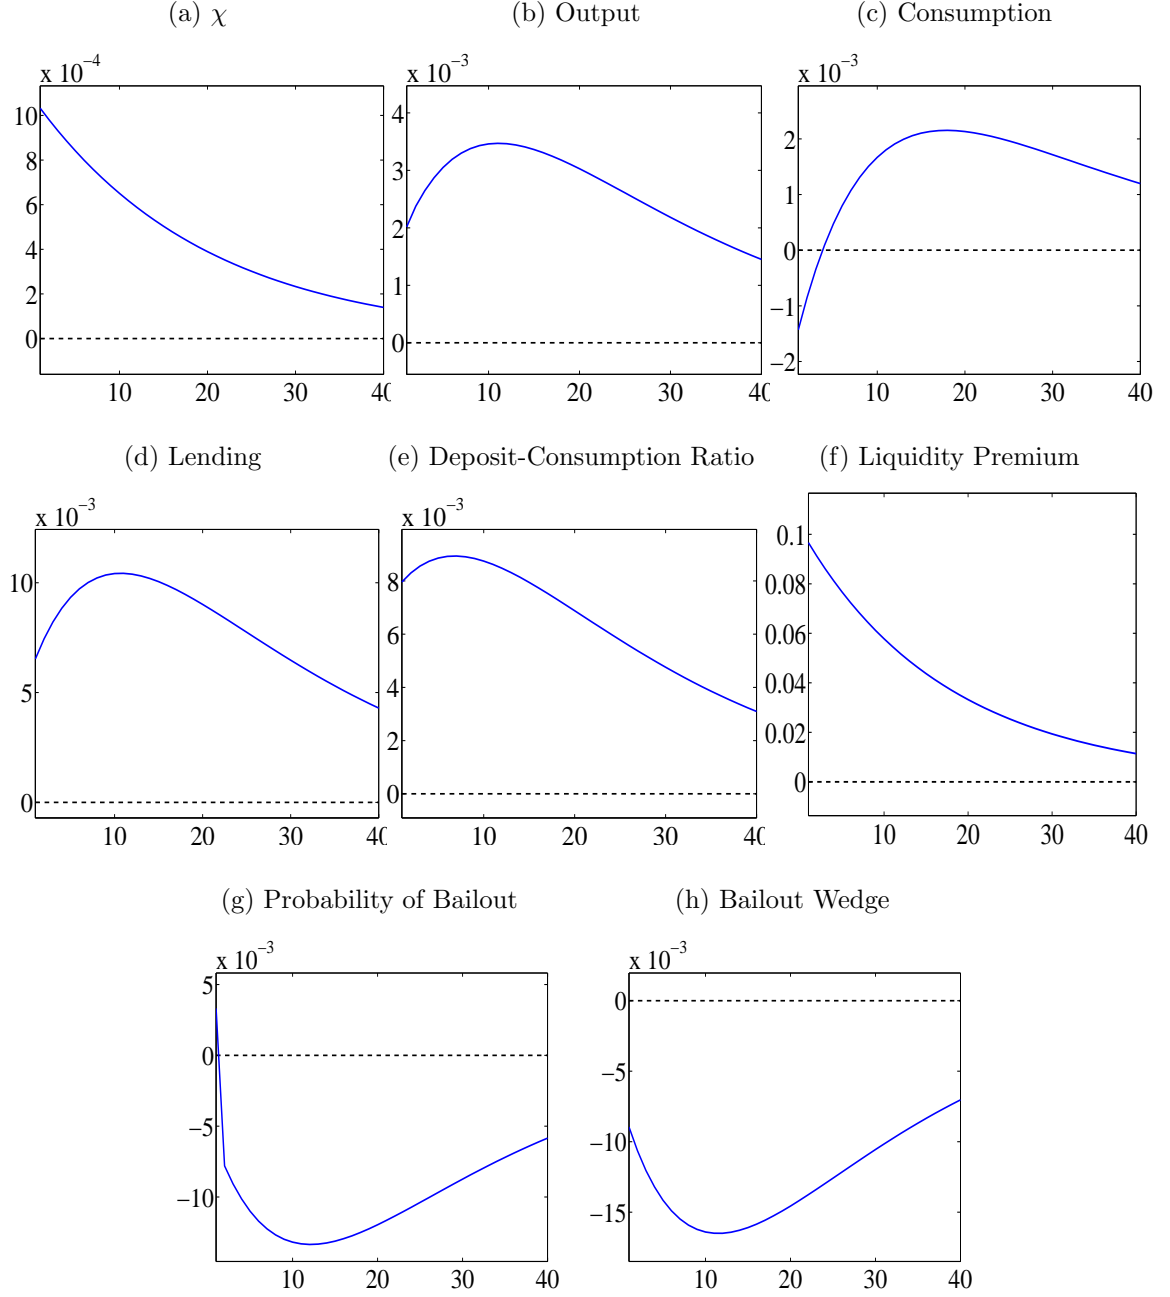 (a) χ
(b) Output
(c) Consumption
x 10⁻⁴
10
8
6
4
2
0
10 20 30 40
x 10⁻³
4
3
2
1
0
10 20 30 40
x 10⁻³
2
1
0
−1
−2
10 20 30 40
(d) Lending
(e) Deposit-Consumption Ratio
(f) Liquidity Premium
x 10⁻³
10
5
0
10 20 30 40
x 10⁻³
8
6
4
2
0
10 20 30 40
0.1
0.08
0.06
0.04
0.02
0
10 20 30 40
(g) Probability of Bailout
(h) Bailout Wedge
x 10⁻³
5
0
−5
−10
10 20 30 40
x 10⁻³
0
−5
−10
−15
10 20 30 40